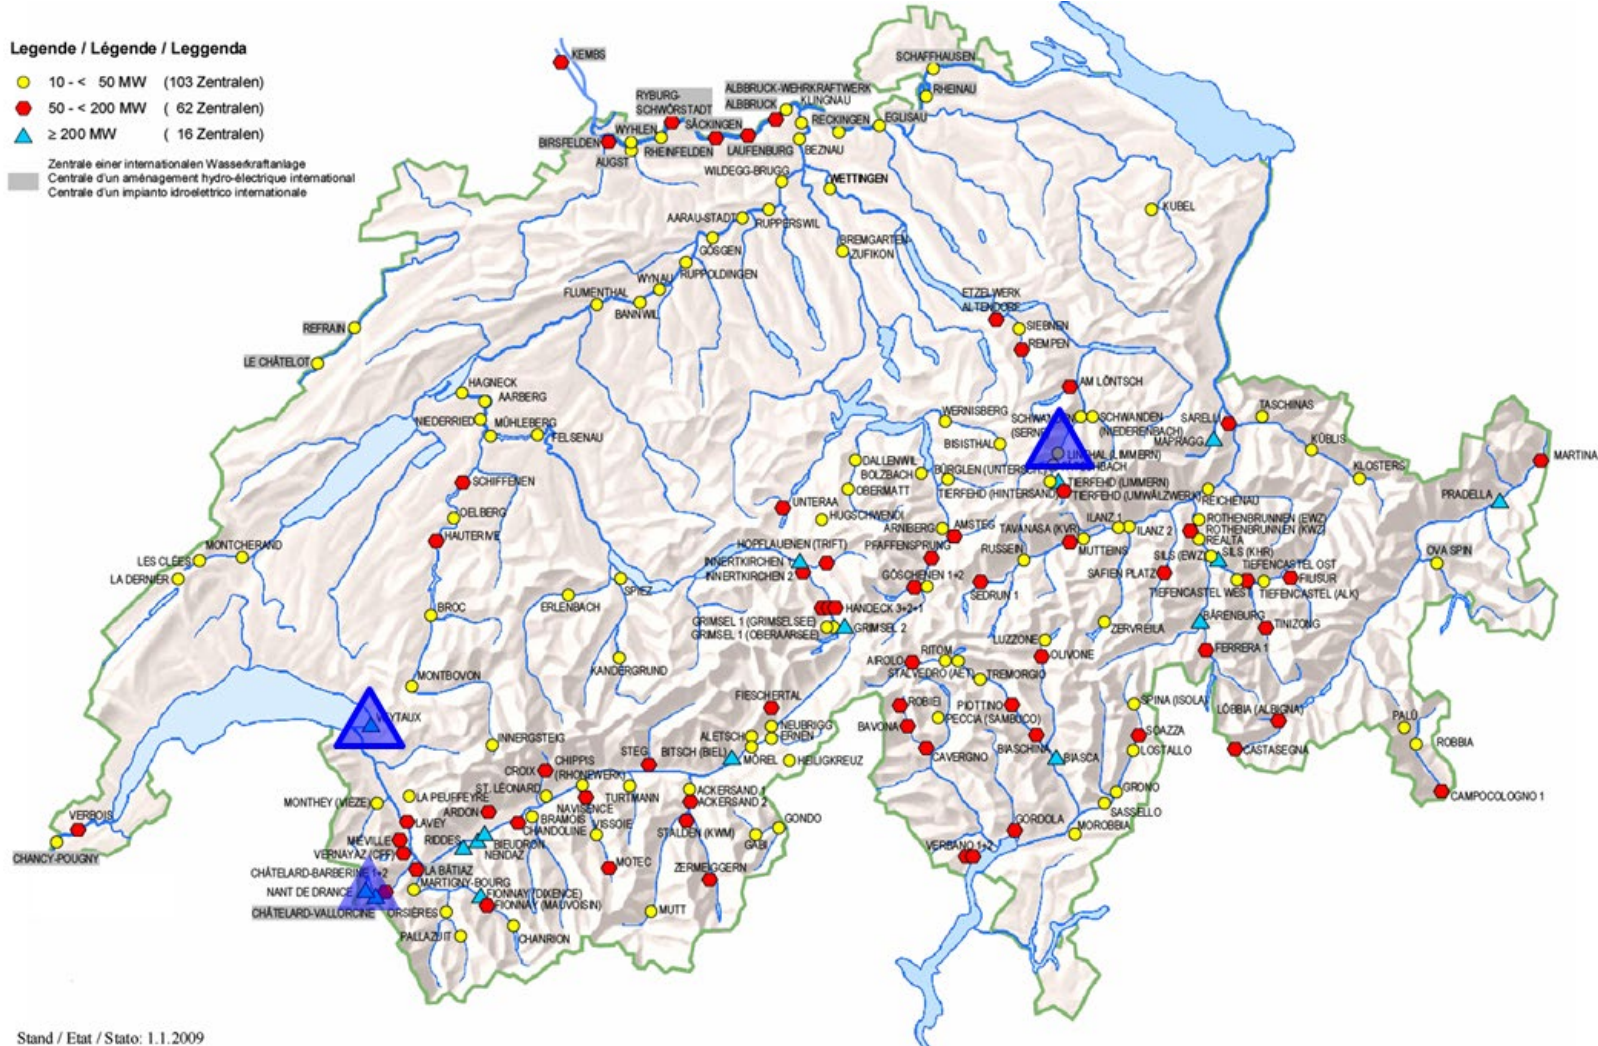 Legende / Légende / Leggenda
10 - < 50 MW (103 Zentralen)
50 - < 200 MW ( 62 Zentralen)
≥ 200 MW ( 16 Zentralen)
Zentrale einer internationalen Wasserkraftanlage
Centrale d'un aménagement hydro-électrique international
Centrale d'un impianto idroelettrico internationale
KEMBS
SCHAFFHAUSEN
RHEINAU
ALBBRUCK-WEHRKRAFTWERK
ALBBRUCK
KLINGNAU
RYBURG-
SCHWÖRSTADT
SÄCKINGEN
RECKINGEN
EGLISAU
WYHLEN
BIRSFELDEN
AUGST
RHEINFELDEN
LAUFENBURG
BEZNAU
WILDEGG-BRUGG
WETTINGEN
KUBEL
AARAU-STADT
RUPPERSWIL
GÖSGEN
BREMGARTEN-
ZUFIKON
RUPPOLDINGEN
WYNAU
FLUMENTHAL
BANNWIL
ETZELWERK
ALTENDORF
SIEBNEN
REMPEN
REFRAIN
LE CHÂTELOT
AM LÖNTSCH
HAGNECK
AARBERG
NIEDERRIED
MÜHLEBERG
FELSENAU
WERNISBERG
SCHWANDEN
(NIEDERENBACH)
SARELLI
TASCHINAS
MAPRAGG
BISISTHAL
KÜBLIS
LINTHAL (LIMMERN)
DALLENWIL
BOLZBACH
KLOSTERS
MARTINA
SCHIFFENEN
OBERMATT
TIERFEHD (LIMMERN)
TIERFEHD (UMWÄLZWERK)
REICHENAU
PRADELLA
UNTERAA
HUGSCHWENDI
OELBERG
ARNIBERG
AMSTEG
TAVANASA (KVR)
ILANZ 1
ILANZ 2
ROTHENBRUNNEN (EWZ)
ROTHENBRUNNEN (KWZ)
REALTA
HAUTERIVE
HOPFLAUENEN (TRIFT)
PFAFFENSPRUNG
RUSSEIN
MUTTEINS
SILS (EWZ)
SILS (KHR)
OVA SPIN
LES CLÉES
MONTCHERAND
LA DERNIER
INNERTKIRCHEN 1
INNERTKIRCHEN 2
GÖSCHENEN 1+2
SEDRUN 1
SAFIEN PLATZ
TIEFENCASTEL OST
FILISUR
TIEFENCASTEL WEST
TIEFENCASTEL (ALK)
SPIEZ
ERLENBACH
BROC
HANDECK 3+2+1
GRIMSEL 1 (GRIMSELSEE)
GRIMSEL 1 (OBERAARSEE)
GRIMSEL 2
BÄRENBURG
TINIZONG
ZERVREILA
LUZZONE
OLIVONE
FERRERA 1
KANDERGRUND
MONTBOVON
AIROLO
RITOM
STALVEDRO (AET)
TREMORGIO
FIESCHERTAL
ROBIEI
PIOTTINO
SPINA (ISOLA)
LÖBBIA (ALBIGNA)
PALÜ
BAVONA
PECCIA (SAMBUCO)
BIASCHINA
SOAZZA
LOSTALLO
CASTASEGNA
ROBBIA
VEYTAUX
INNERGSTEIG
NEUBRIGG
ERNEN
ALETSCH
BITSCH (BIEL)
MÖREL
HEILIGKREUZ
CAVERGNO
BIASCA
STEG
CHIPPIS
(RHONEWERK)
CROIX
ST. LÉONARD
NAVISENCE
TURTMANN
ACKERSAND 1
ACKERSAND 2
GRONO
SASSELLO
CAMPOCOLOGNO 1
MONTHEY (VIÈZE)
LA PEUFFEYRE
ARDON
BRAMOIS
VISSOIE
CHANDOLINE
STALDEN (KWM)
GONDO
GABI
GORDOLA
MOROBBIA
VERBOIS
CHANCY-POUGNY
LAVEY
MIÉVILLE
VERNAYAZ (CFF)
RIDDES
BIEUDRON
NENDAZ
VERBANO 1+2
CHÂTELARD-BARBERINE 1+2
LA BÂTIAZ
MARTIGNY-BOURG
MOTEC
ZERMEIGGERN
NANT DE DRANCE
FIONNAY (DIXENCE)
FIONNAY (MAUVOISIN)
CHÂTELARD-VALLORCINE
ORSIÈRES
MUTT
PALLAZUIT
CHANRION
Stand / Etat / Stato: 1.1.2009